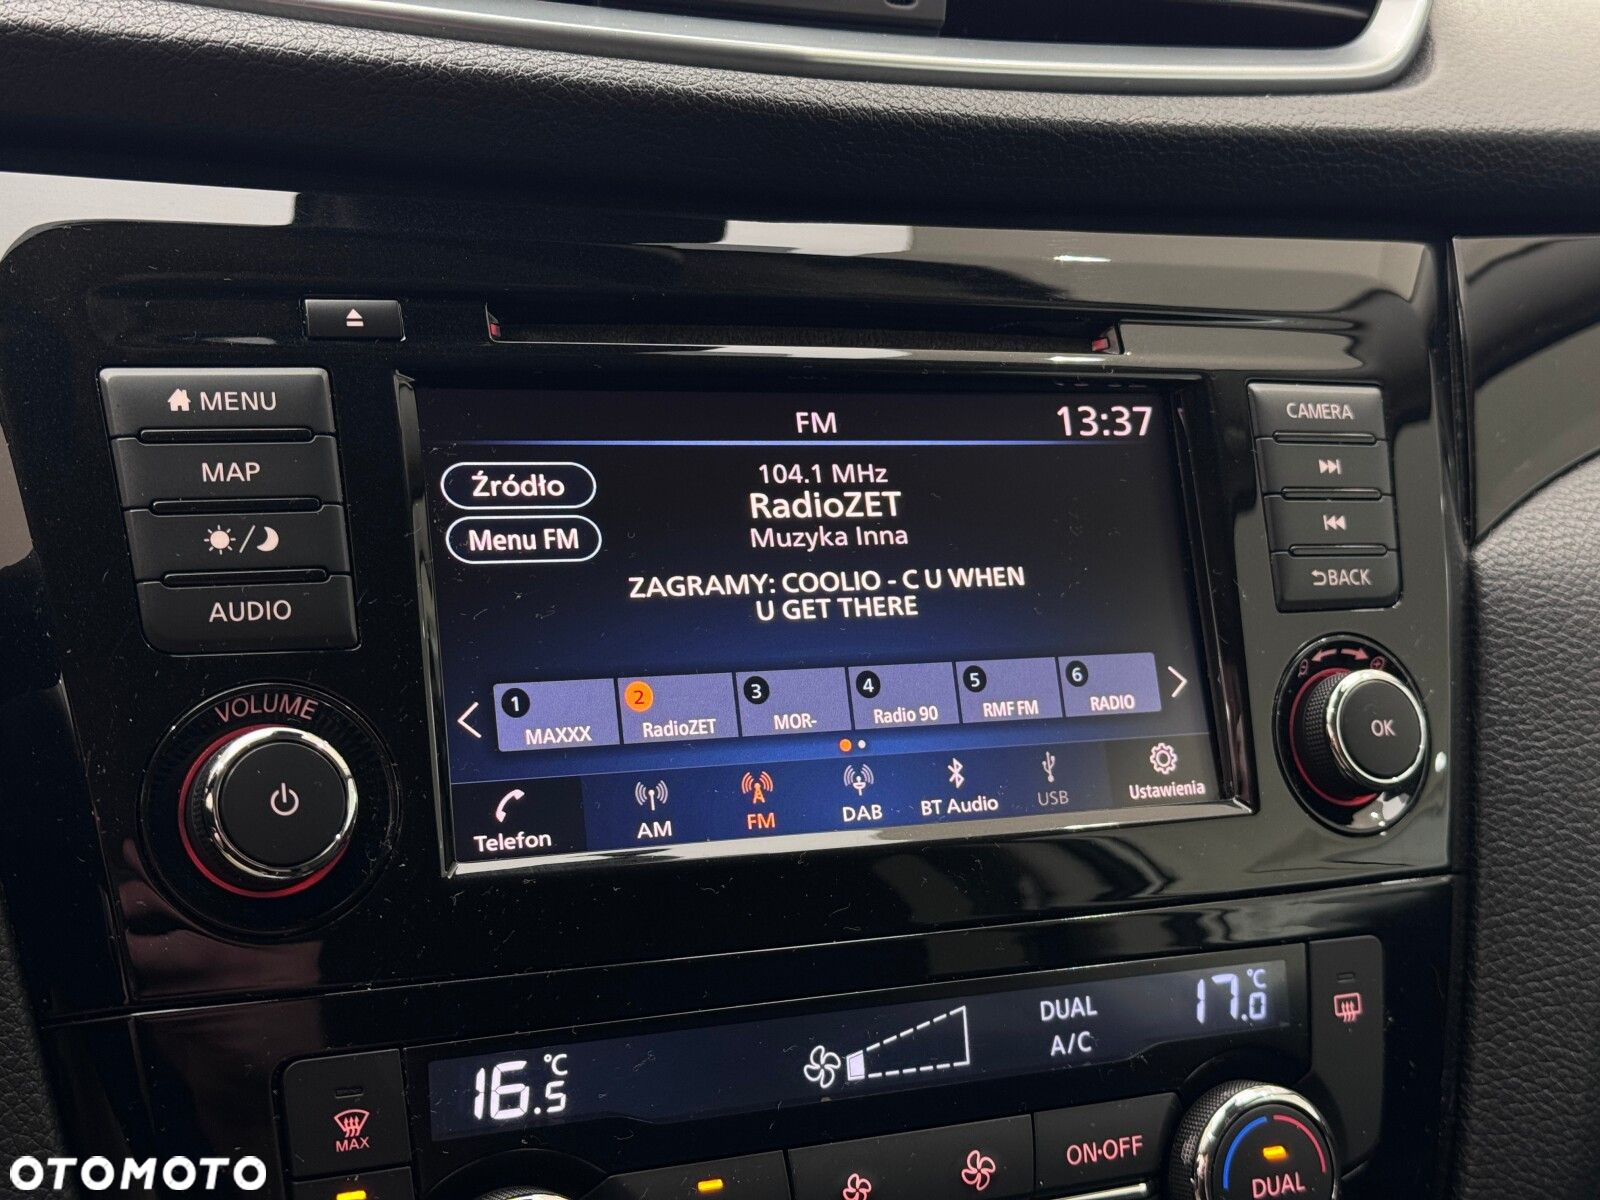 MENU
MAP
AUDIO
VOLUME
FM
13:37
Źródło
Menu FM
104.1 MHz
RadioZET
Muzyka Inna
ZAGRAMY: COOLIO - C U WHEN
U GET THERE
1 MAXXX
2 RadioZET
3 MOR-
4 Radio 90
5 RMF FM
6 RADIO
Telefon
AM
FM
DAB
BT Audio
USB
Ustawienia
CAMERA
BACK
OK
16.5 °C
DUAL
A/C
17.0 °C
MAX
ON·OFF
DUAL
OTOMOTO